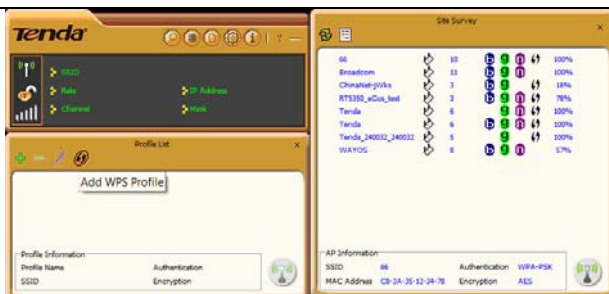 Tenda
SSID
Rate
IP Address
Channel
Mask
Profile List
Add WPS Profile
Profile Information
Profile Name
Authentication
SSID
Encryption
Site Survey
66 10 b g n 100%
Broadcom 11 b g n 100%
ChinaNet-jWks 3 b g 18%
RT5350_eCus_test 3 b g n 78%
Tenda 6 g n 100%
Tenda 6 b g n 100%
Tenda_240032_240032 5 g 100%
WAYOS 8 b g n 57%
AP Information
SSID 66 Authentication WPA-PSK
MAC Address C8-3A-35-12-34-78 Encryption AES